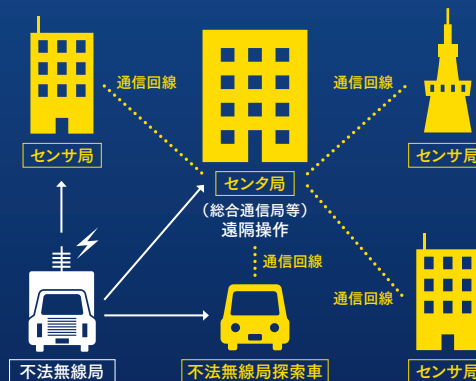 通信回線
通信回線
センサ局
センタ局
センサ局
(総合通信局等)
遠隔操作
通信回線
通信回線
不法無線局
不法無線局探索車
センサ局